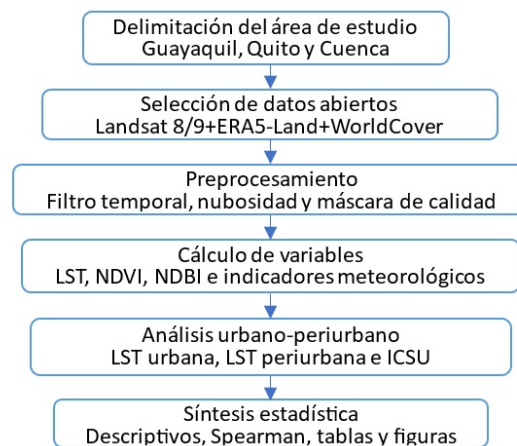 Delimitación del área de estudio
Guayaquil, Quito y Cuenca
Selección de datos abiertos
Landsat 8/9+ERA5-Land+WorldCover
Preprocesamiento
Filtro temporal, nubosidad y máscara de calidad
Cálculo de variables
LST, NDVI, NDBI e indicadores meteorológicos
Análisis urbano-periurbano
LST urbana, LST periurbana e ICSU
Síntesis estadística
Descriptivos, Spearman, tablas y figuras